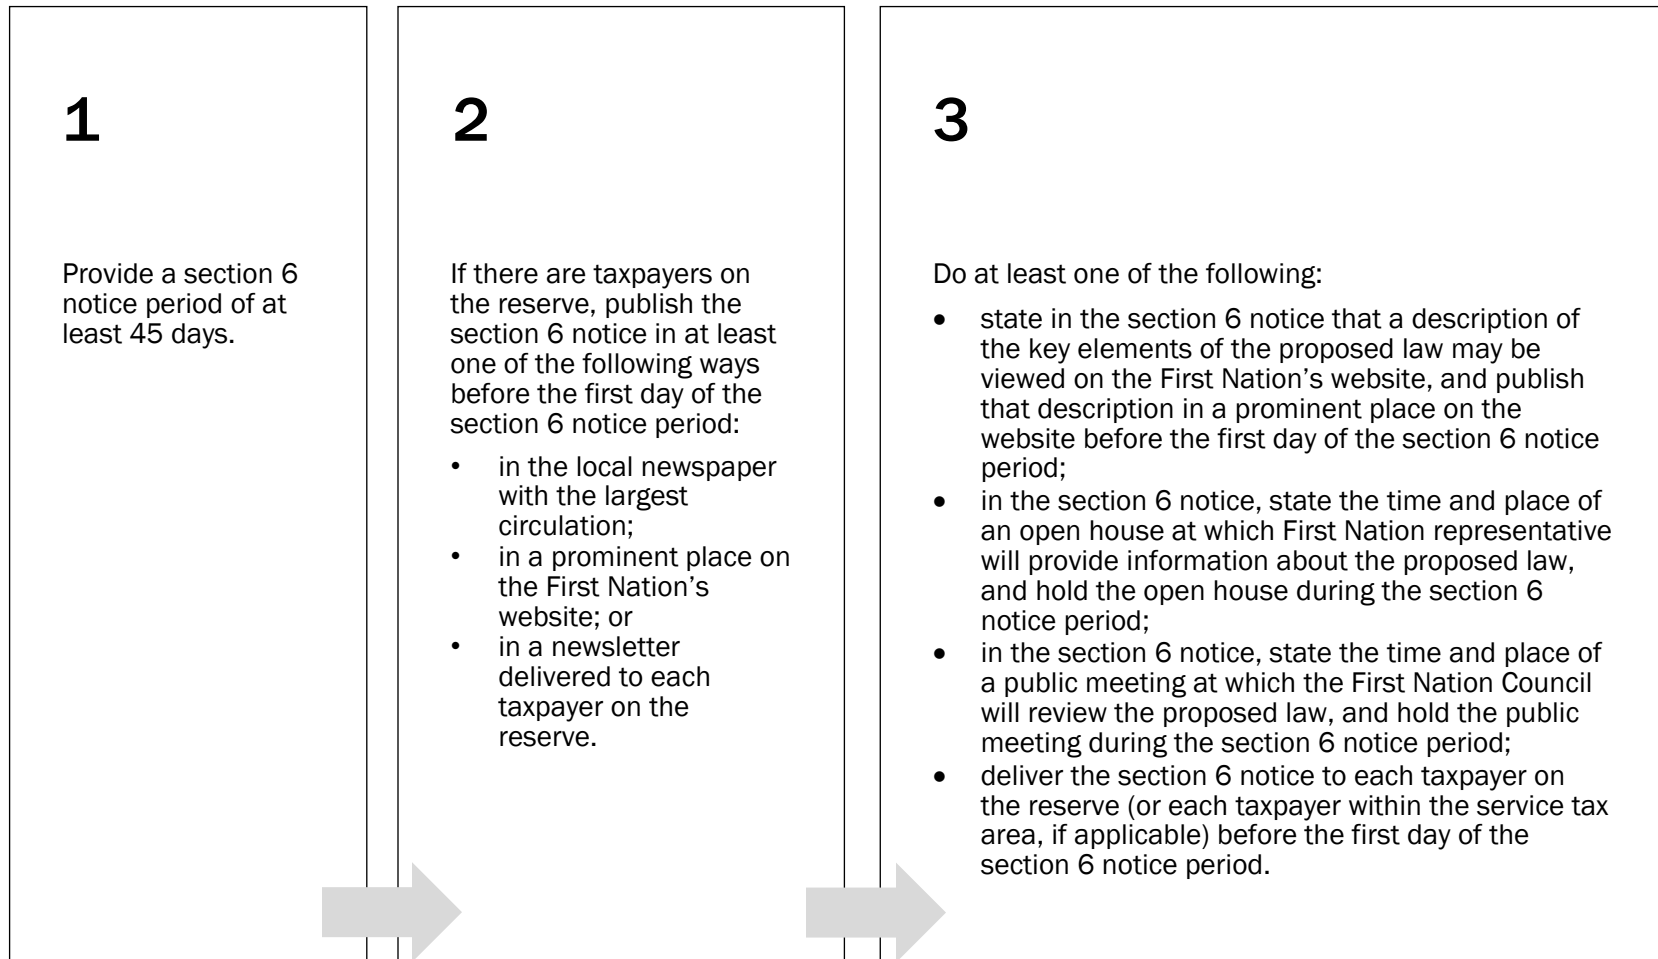 1
Provide a section 6
notice period of at
least 45 days.
2
If there are taxpayers on
the reserve, publish the
section 6 notice in at least
one of the following ways
before the first day of the
section 6 notice period:
• in the local newspaper
with the largest
circulation;
• in a prominent place on
the First Nation's
website; or
• in a newsletter
delivered to each
taxpayer on the
reserve.
3
Do at least one of the following:
• state in the section 6 notice that a description of
the key elements of the proposed law may be
viewed on the First Nation's website, and publish
that description in a prominent place on the
website before the first day of the section 6 notice
period;
• in the section 6 notice, state the time and place of
an open house at which First Nation representative
will provide information about the proposed law,
and hold the open house during the section 6
notice period;
• in the section 6 notice, state the time and place of
a public meeting at which the First Nation Council
will review the proposed law, and hold the public
meeting during the section 6 notice period;
• deliver the section 6 notice to each taxpayer on
the reserve (or each taxpayer within the service tax
area, if applicable) before the first day of the
section 6 notice period.